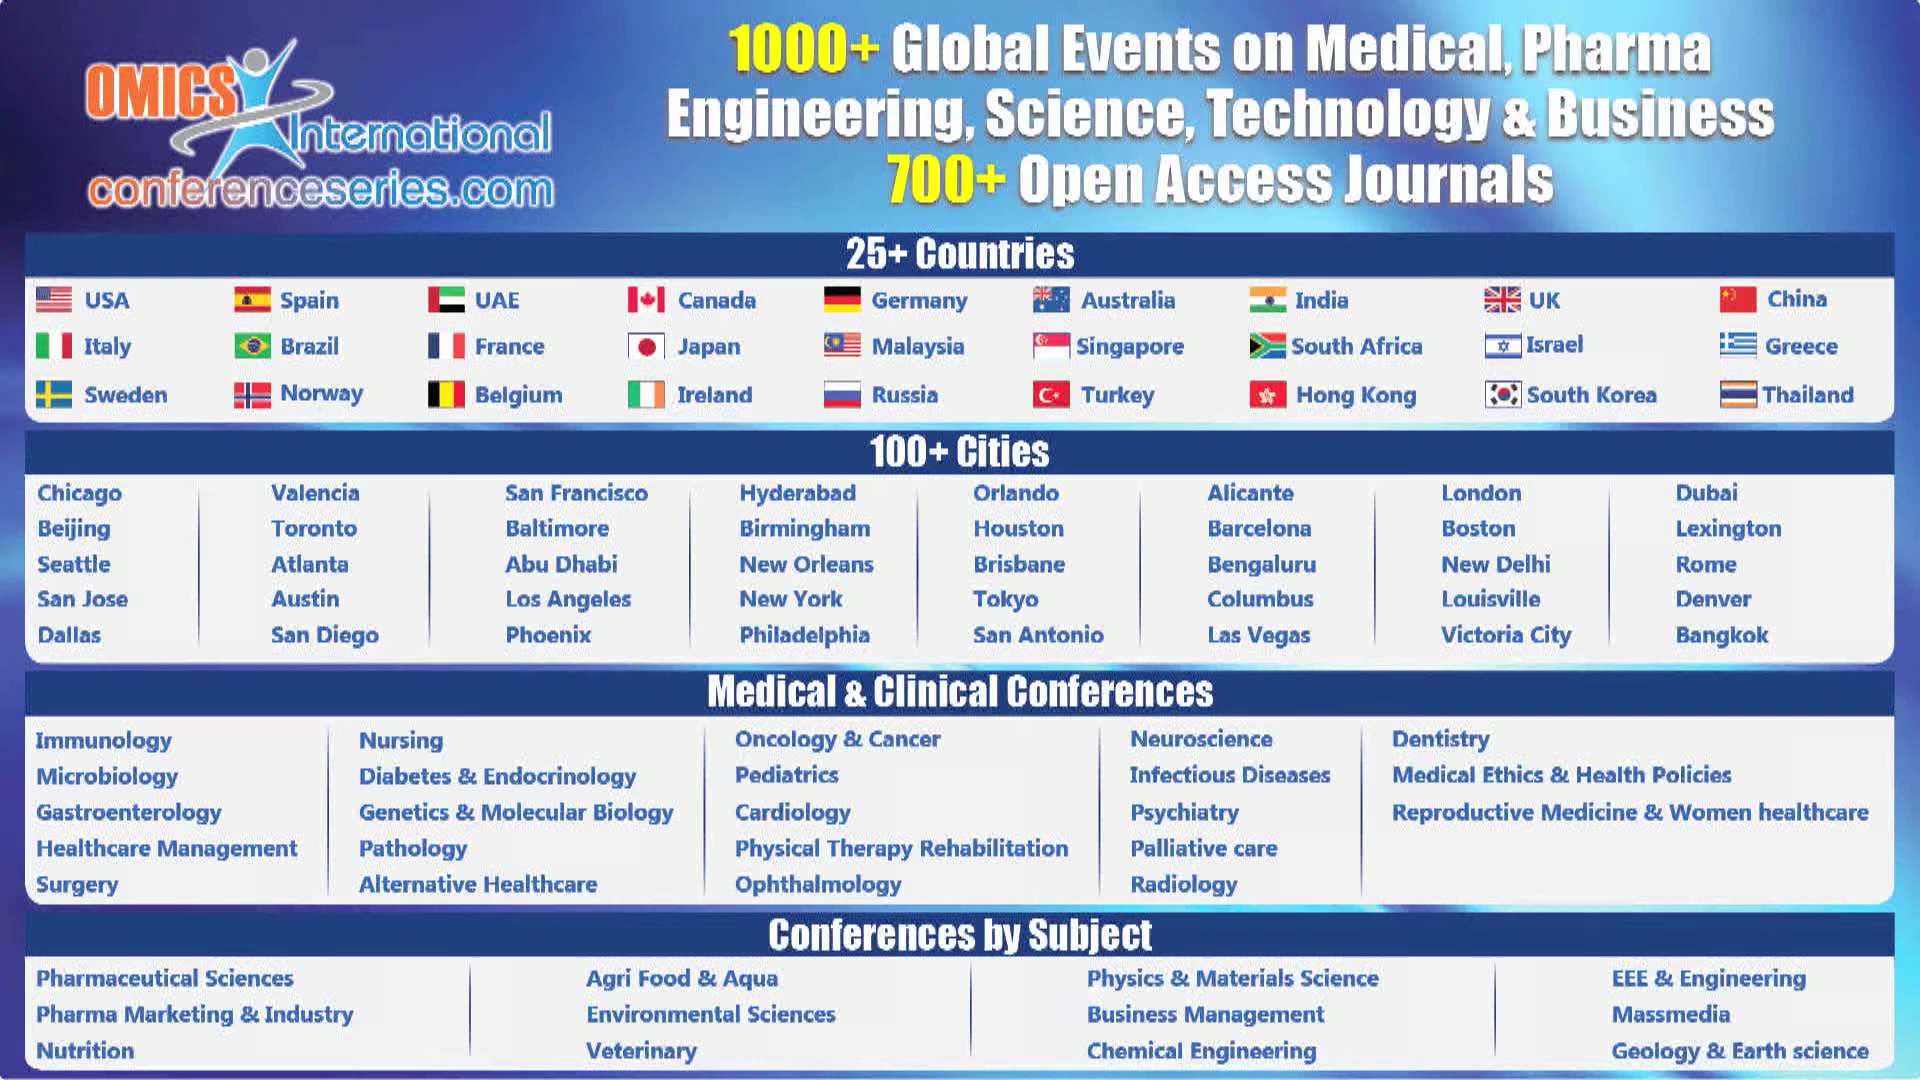 OMICS
International
conferenceseries.com
1000+ Global Events on Medical, Pharma
Engineering, Science, Technology & Business
700+ Open Access Journals
25+ Countries
USA Spain UAE Canada Germany Australia India UK China
Italy Brazil France Japan Malaysia Singapore South Africa Israel Greece
Sweden Norway Belgium Ireland Russia Turkey Hong Kong South Korea Thailand
100+ Cities
Chicago Valencia San Francisco Hyderabad Orlando Alicante London Dubai
Beijing Toronto Baltimore Birmingham Houston Barcelona Boston Lexington
Seattle Atlanta Abu Dhabi New Orleans Brisbane Bengaluru New Delhi Rome
San Jose Austin Los Angeles New York Tokyo Columbus Louisville Denver
Dallas San Diego Phoenix Philadelphia San Antonio Las Vegas Victoria City Bangkok
Medical & Clinical Conferences
Immunology Nursing Oncology & Cancer Neuroscience Dentistry
Microbiology Diabetes & Endocrinology Pediatrics Infectious Diseases Medical Ethics & Health Policies
Gastroenterology Genetics & Molecular Biology Cardiology Psychiatry Reproductive Medicine & Women healthcare
Healthcare Management Pathology Physical Therapy Rehabilitation Palliative care
Surgery Alternative Healthcare Ophthalmology Radiology
Conferences by Subject
Pharmaceutical Sciences Agri Food & Aqua Physics & Materials Science EEE & Engineering
Pharma Marketing & Industry Environmental Sciences Business Management Massmedia
Nutrition Veterinary Chemical Engineering Geology & Earth science